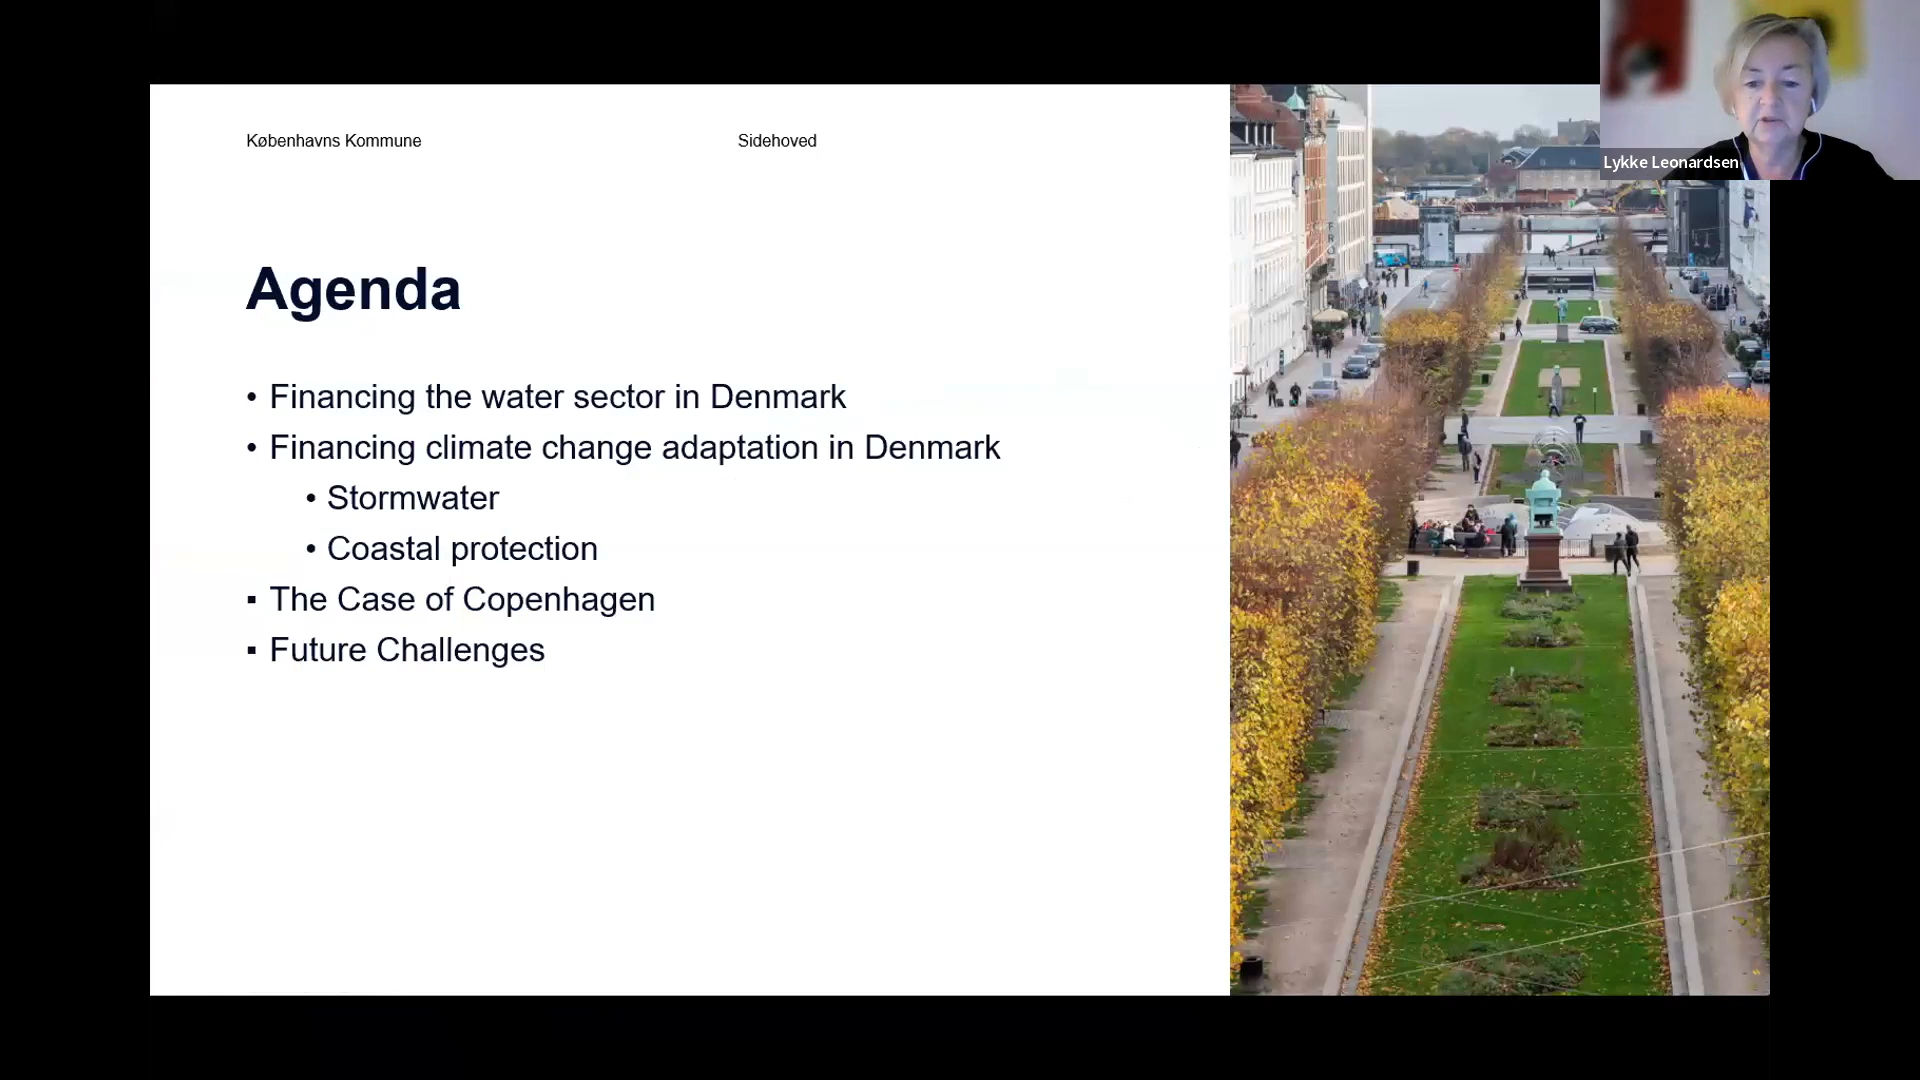 Københavns Kommune
Sidehoved
Lykke Leonardsen
Agenda
• Financing the water sector in Denmark
• Financing climate change adaptation in Denmark
• Stormwater
• Coastal protection
▪ The Case of Copenhagen
▪ Future Challenges